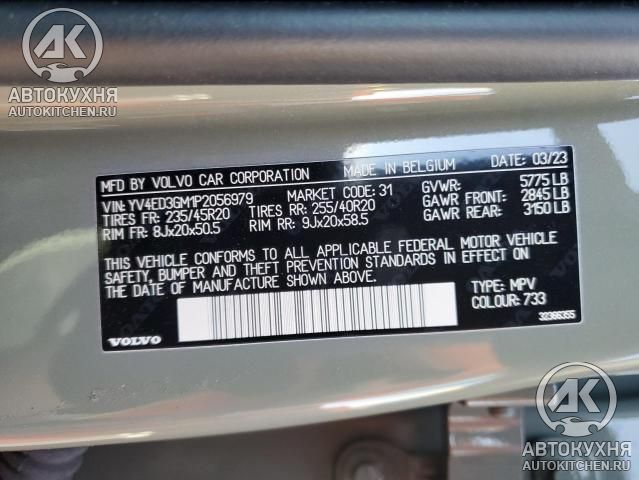 AK
АВТОКУХНЯ
AUTOKITCHEN.RU
MFD BY VOLVO CAR CORPORATION MADE IN BELGIUM DATE: 03/23
VIN: YV4ED3GM1P2056979 MARKET CODE: 31 GVWR: 5775 LB
TIRES FR: 235/45R20 TIRES RR: 255/40R20 GAWR FRONT: 2845 LB
RIM FR: 8Jx20x50.5 RIM RR: 9Jx20x58.5 GAWR REAR: 3150 LB
THIS VEHICLE CONFORMS TO ALL APPLICABLE FEDERAL MOTOR VEHICLE
SAFETY, BUMPER AND THEFT PREVENTION STANDARDS IN EFFECT ON
THE DATE OF MANUFACTURE SHOWN ABOVE.
TYPE: MPV
COLOUR: 733
VOLVO 32366355
AK
АВТОКУХНЯ
AUTOKITCHEN.RU